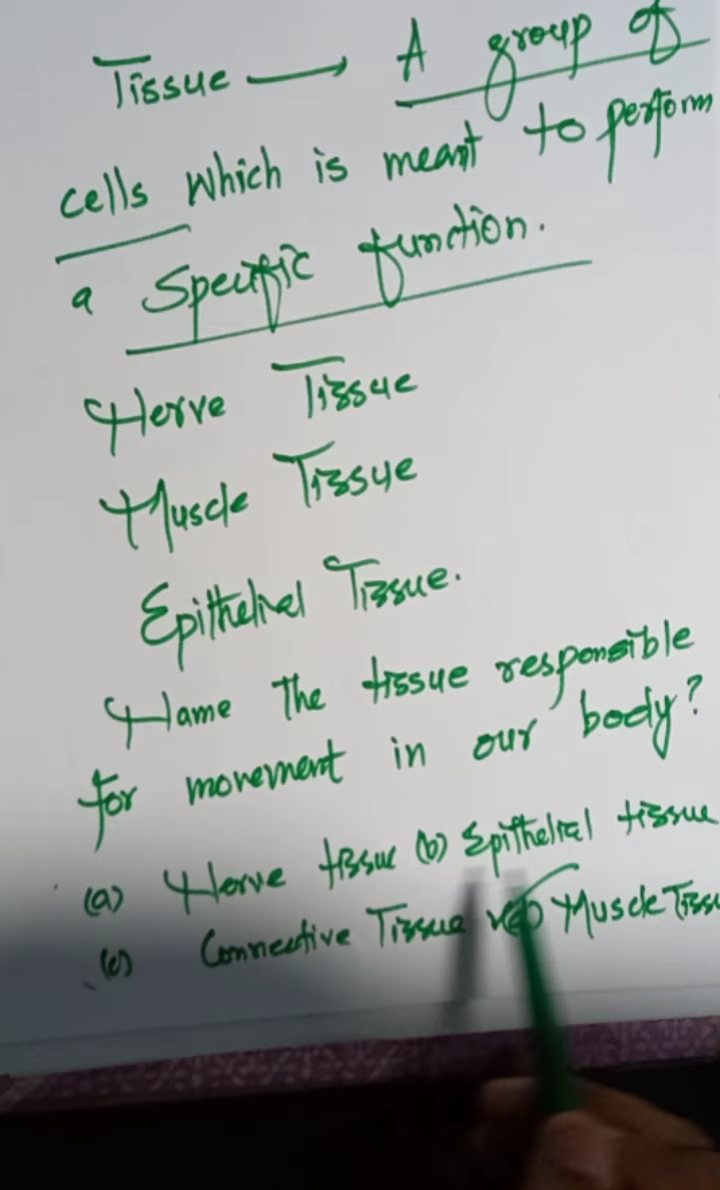 Tissue → A group of
cells which is meant to perform
a Specific function.
Nerve Tissue
Muscle Tissue
Epithelial Tissue.
Name The tissue responsible
for movement in our body?
(a) Nerve tissue (b) Epithelial tissue
(c) Connective Tissue (d) Muscle Tissu